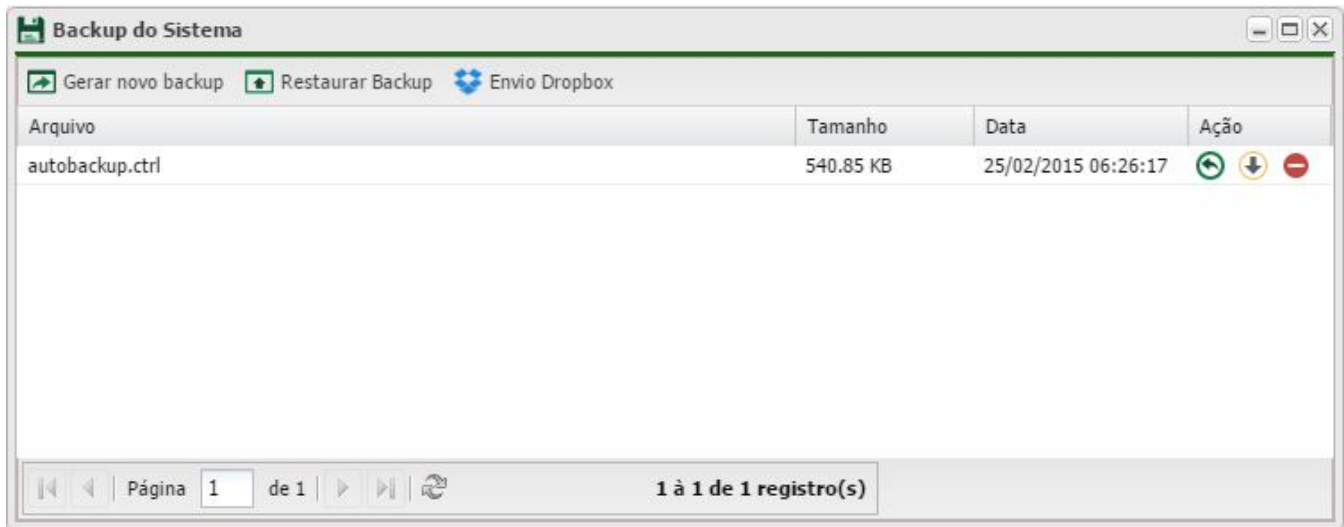 Backup do Sistema
Gerar novo backup Restaurar Backup Envio Dropbox
Arquivo Tamanho Data Ação
autobackup.ctrl 540.85 KB 25/02/2015 06:26:17
Página 1 de 1 1 à 1 de 1 registro(s)